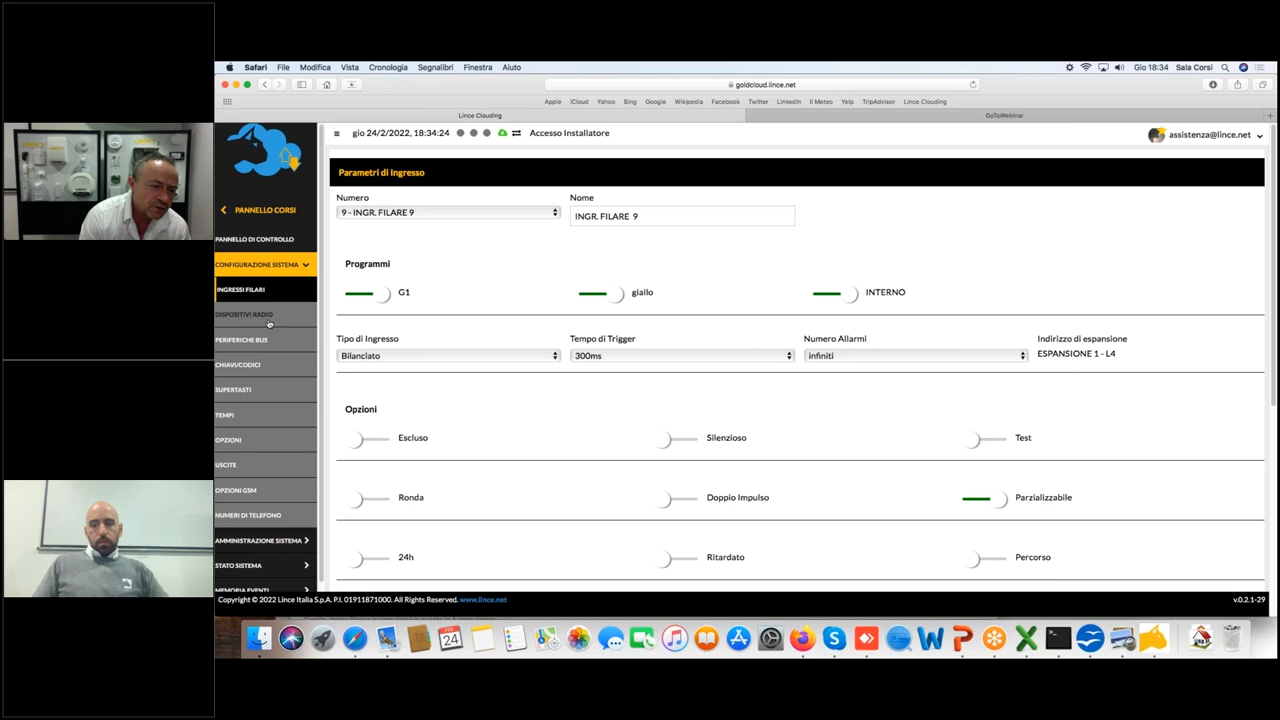 Safari File Modifica Vista Cronologia Segnalibri Finestra Aiuto
Gio 18:34 Sala Corsi
goldcloud.lince.net
Apple iCloud Yahoo Bing Google Wikipedia Facebook Twitter LinkedIn Il Meteo Yelp TripAdvisor Lince Clouding
Lince Clouding GoToWebinar
gio 24/2/2022, 18:34:24 Accesso Installatore
assistenza@lince.net
PANNELLO CORSI
PANNELLO DI CONTROLLO
CONFIGURAZIONE SISTEMA
INGRESSI FILARI
DISPOSITIVI RADIO
PERIFERICHE BUS
CHIAVI/CODICI
SUPERTASTI
TEMPI
OPZIONI
USCITE
OPZIONI GSM
NUMERI DI TELEFONO
AMMINISTRAZIONE SISTEMA
STATO SISTEMA
MEMORIA EVENTI
Parametri di Ingresso
Numero Nome
9 - INGR. FILARE 9 INGR. FILARE 9
Programmi
G1 giallo INTERNO
Tipo di Ingresso Tempo di Trigger Numero Allarmi Indirizzo di espansione
Bilanciato 300ms infiniti ESPANSIONE 1 - L4
Opzioni
Escluso Silenzioso Test
Ronda Doppio Impulso Parzializzabile
24h Ritardato Percorso
Copyright © 2022 Lince Italia S.p.A. P.I. 01911871000. All Rights Reserved. www.lince.net
v.0.2.1-29
FEB
24